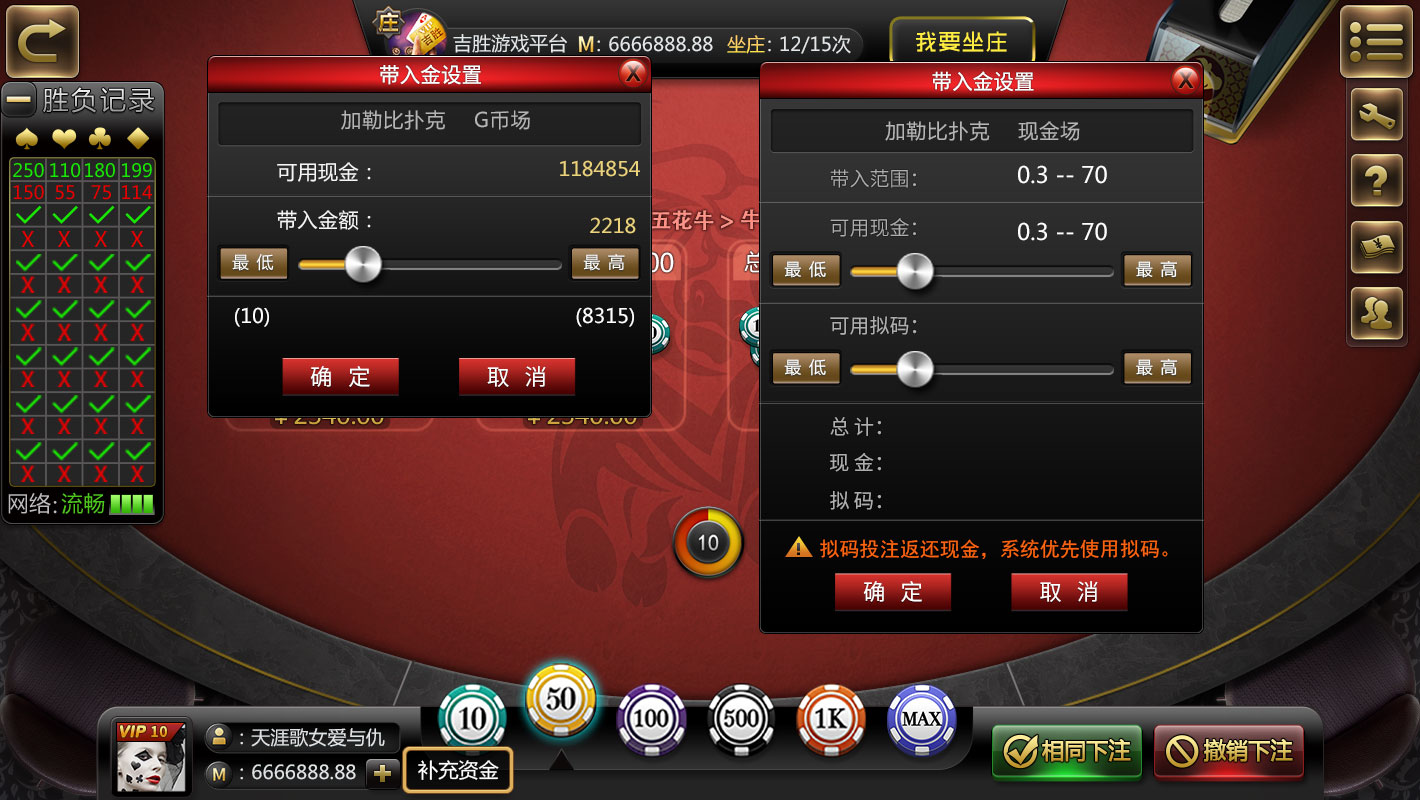 庄
吉胜
吉胜游戏平台 M: 6666888.88 坐庄: 12/15次
我要坐庄
胜负记录
250 110 180 199
150 55 75 114
X X X X
X X X X
X X X X
X X X X
X X X X
X X X X
网络: 流畅
带入金设置 X
加勒比扑克 G币场
可用现金： 1184854
带入金额： 2218
最低 最高
(10) (8315)
确定 取消
五花牛 > 牛
00
总
¥ 2340.00 ¥ 2340.00
带入金设置 X
加勒比扑克 现金场
带入范围: 0.3 -- 70
可用现金: 0.3 -- 70
最低 最高
可用拟码:
最低 最高
总计:
现金:
拟码:
拟码投注返还现金，系统优先使用拟码。
确定 取消
?
¥
10
10 50 100 500 1K MAX
VIP 10
: 天涯歌女爱与仇
M : 6666888.88 +
补充资金
相同下注
撤销下注